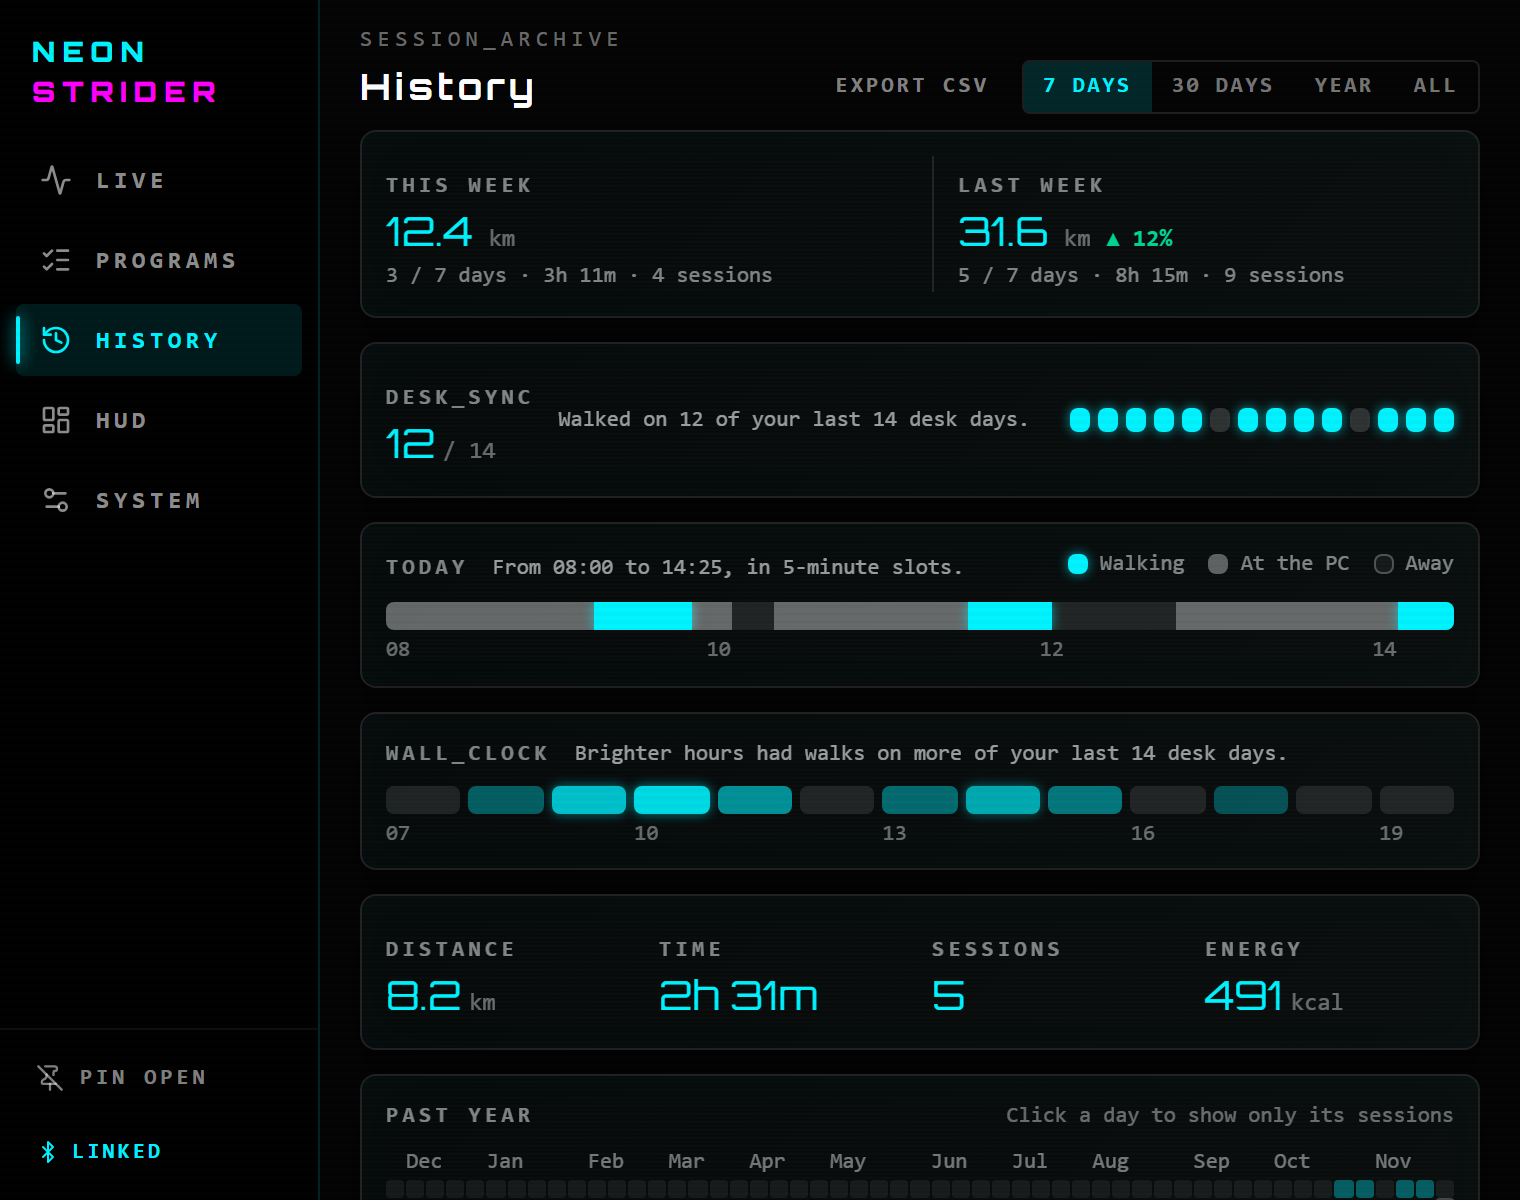 NEON
STRIDER
LIVE
PROGRAMS
HISTORY
HUD
SYSTEM
PIN OPEN
LINKED
SESSION_ARCHIVE
History
EXPORT CSV
7 DAYS
30 DAYS
YEAR
ALL
THIS WEEK
12.4 km
3 / 7 days · 3h 11m · 4 sessions
LAST WEEK
31.6 km ▲ 12%
5 / 7 days · 8h 15m · 9 sessions
DESK_SYNC
12 / 14
Walked on 12 of your last 14 desk days.
TODAY From 08:00 to 14:25, in 5-minute slots.
Walking At the PC Away
08 10 12 14
WALL_CLOCK Brighter hours had walks on more of your last 14 desk days.
07 10 13 16 19
DISTANCE
8.2 km
TIME
2h 31m
SESSIONS
5
ENERGY
491 kcal
PAST YEAR
Click a day to show only its sessions
Dec Jan Feb Mar Apr May Jun Jul Aug Sep Oct Nov